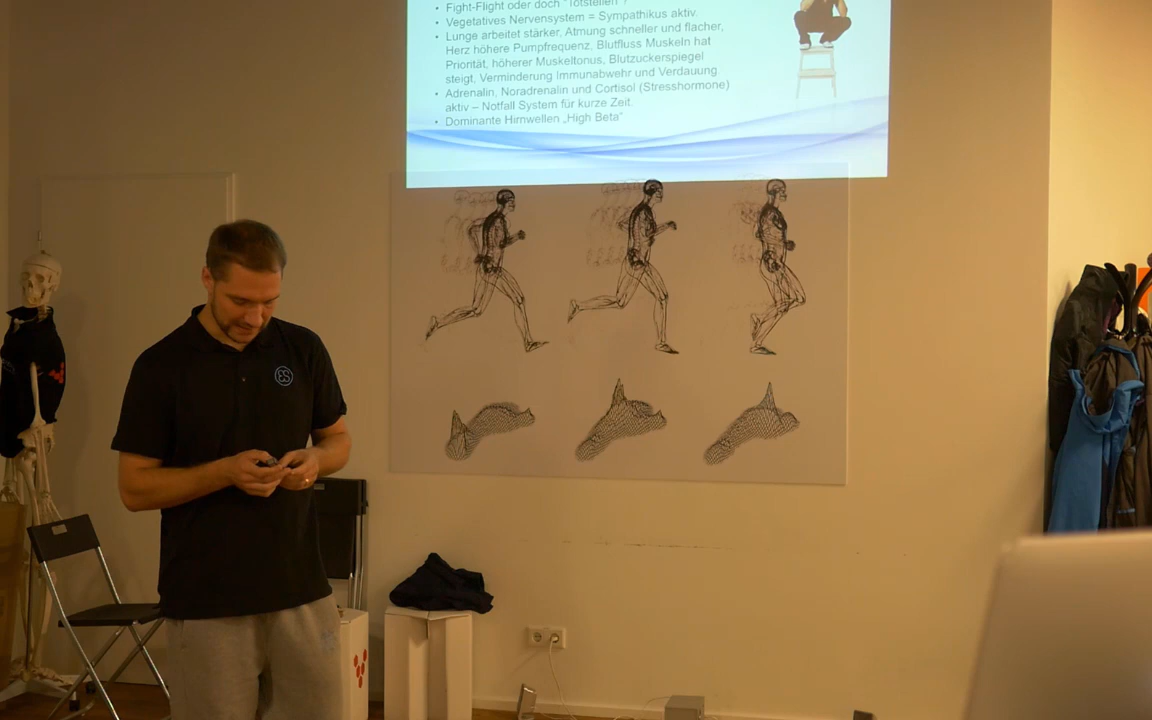 • Fight-Flight oder doch "Totstellen"?
• Vegetatives Nervensystem = Sympathikus aktiv.
• Lunge arbeitet stärker, Atmung schneller und flacher,
Herz höhere Pumpfrequenz, Blutfluss Muskeln hat
Priorität, höherer Muskeltonus, Blutzuckerspiegel
steigt, Verminderung Immunabwehr und Verdauung
• Adrenalin, Noradrenalin und Cortisol (Stresshormone)
aktiv – Notfall System für kurze Zeit.
• Dominante Hirnwellen „High Beta"